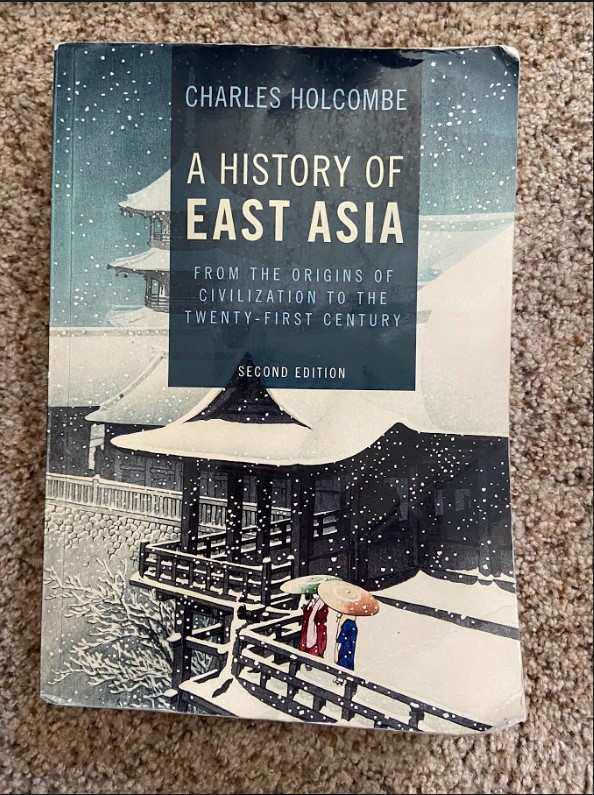 CHARLES HOLCOMBE
A HISTORY OF
EAST ASIA
FROM THE ORIGINS OF
CIVILIZATION TO THE
TWENTY-FIRST CENTURY
SECOND EDITION